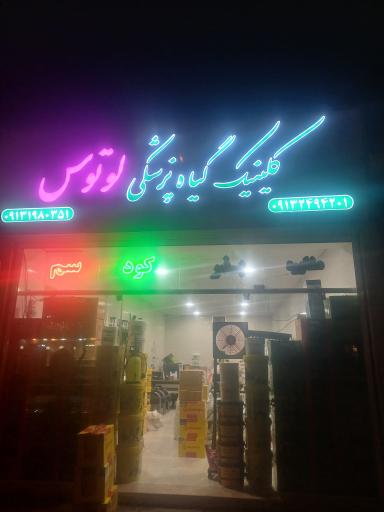 کلینیک گیاه پزشکی لوتوس
۰۹۱۳۲۴۹۴۲۰۱
۰۹۱۳۱۹۸۰۳۵۱
کود سم